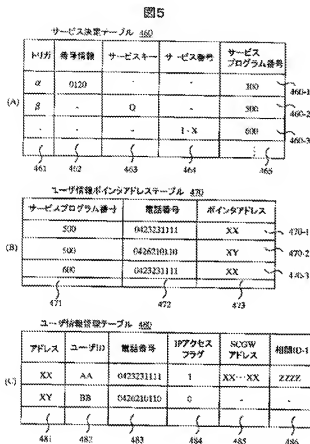 図5
サービス決定テーブル 460
トリガ 番号情報 サービスキー サービス番号 サービスプログラム番号
α 0120 - - 300 460-1
(A) β - Q - 500 460-2
- - - 1-X 600 460-3
461 462 463 464 465
ユーザ情報ポインタアドレステーブル 470
サービスプログラム番号 電話番号 ポインタアドレス
500 0423231111 XX 470-1
(B) 500 0426210110 XY 470-2
600 0423231111 XX 470-3
471 472 473
ユーザ情報管理テーブル 480
アドレス ユーザID 電話番号 IPアクセスフラグ SCGWアドレス 相関ID-1
(C) XX AA 0423231111 1 XX…XX ZZZZ
XY BB 0426210110 0 - -
481 482 483 484 485 486